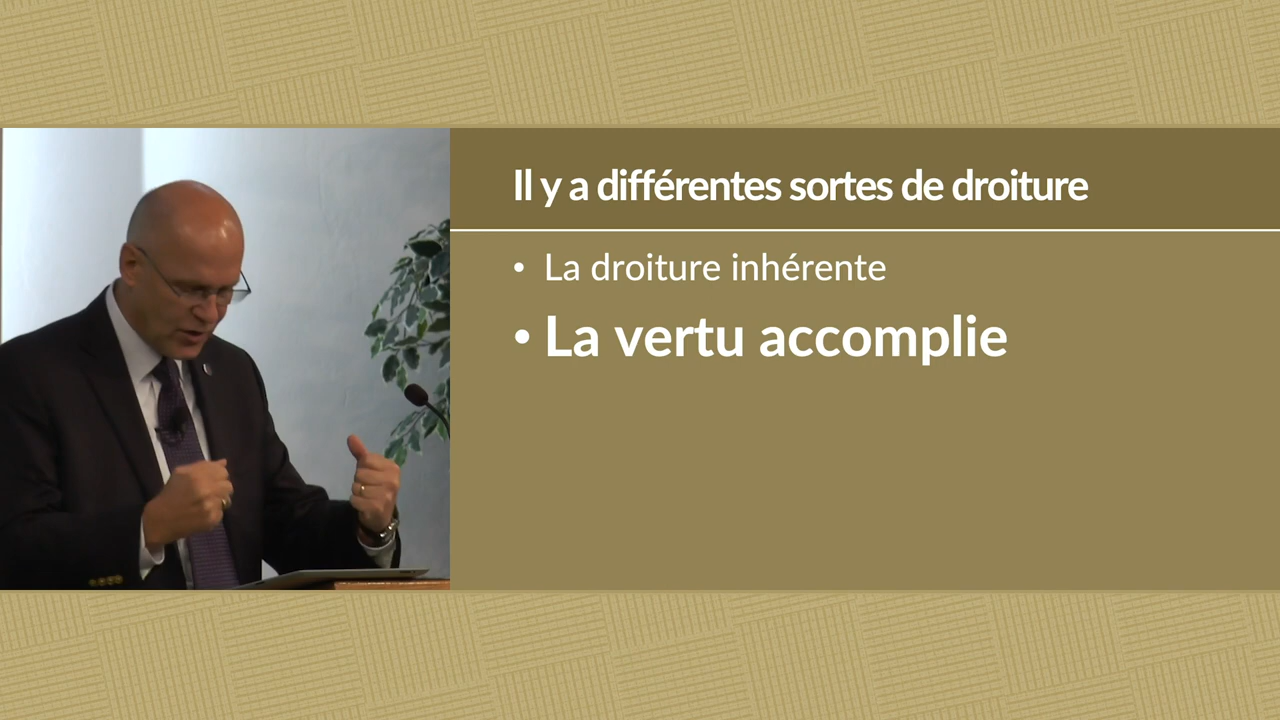 Il y a différentes sortes de droiture
• La droiture inhérente
• La vertu accomplie